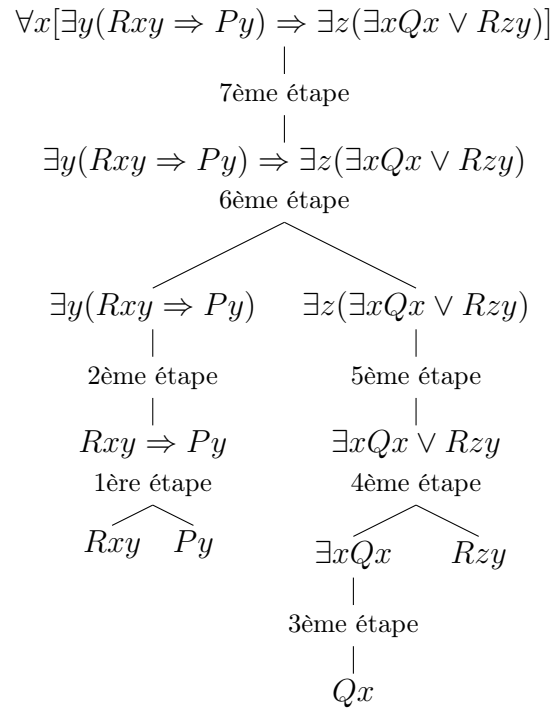 ∀x[∃y(Rxy ⇒ Py) ⇒ ∃z(∃xQx ∨ Rzy)]
7ème étape
∃y(Rxy ⇒ Py) ⇒ ∃z(∃xQx ∨ Rzy)
6ème étape
∃y(Rxy ⇒ Py) ∃z(∃xQx ∨ Rzy)
2ème étape 5ème étape
Rxy ⇒ Py ∃xQx ∨ Rzy
1ère étape 4ème étape
Rxy Py ∃xQx Rzy
3ème étape
Qx